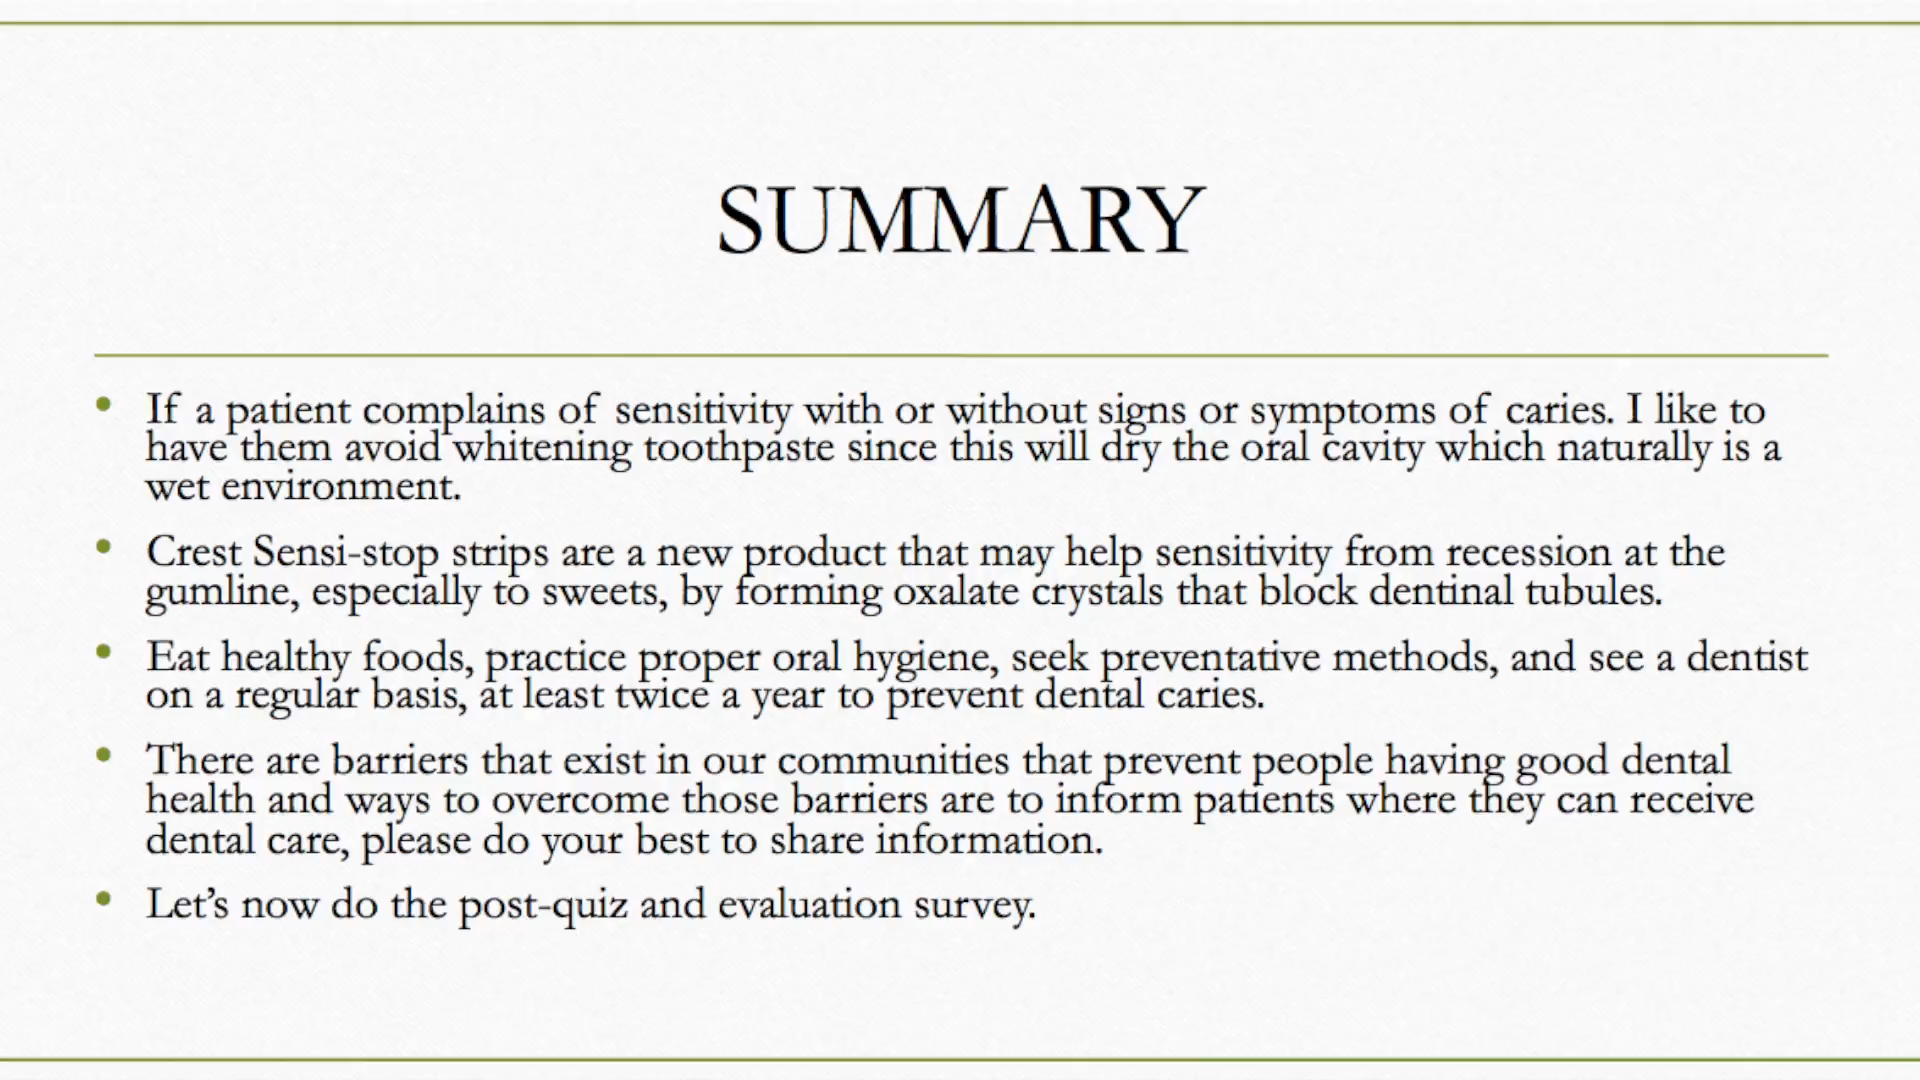 SUMMARY
• If a patient complains of sensitivity with or without signs or symptoms of caries. I like to
have them avoid whitening toothpaste since this will dry the oral cavity which naturally is a
wet environment.
• Crest Sensi-stop strips are a new product that may help sensitivity from recession at the
gumline, especially to sweets, by forming oxalate crystals that block dentinal tubules.
• Eat healthy foods, practice proper oral hygiene, seek preventative methods, and see a dentist
on a regular basis, at least twice a year to prevent dental caries.
• There are barriers that exist in our communities that prevent people having good dental
health and ways to overcome those barriers are to inform patients where they can receive
dental care, please do your best to share information.
• Let’s now do the post-quiz and evaluation survey.